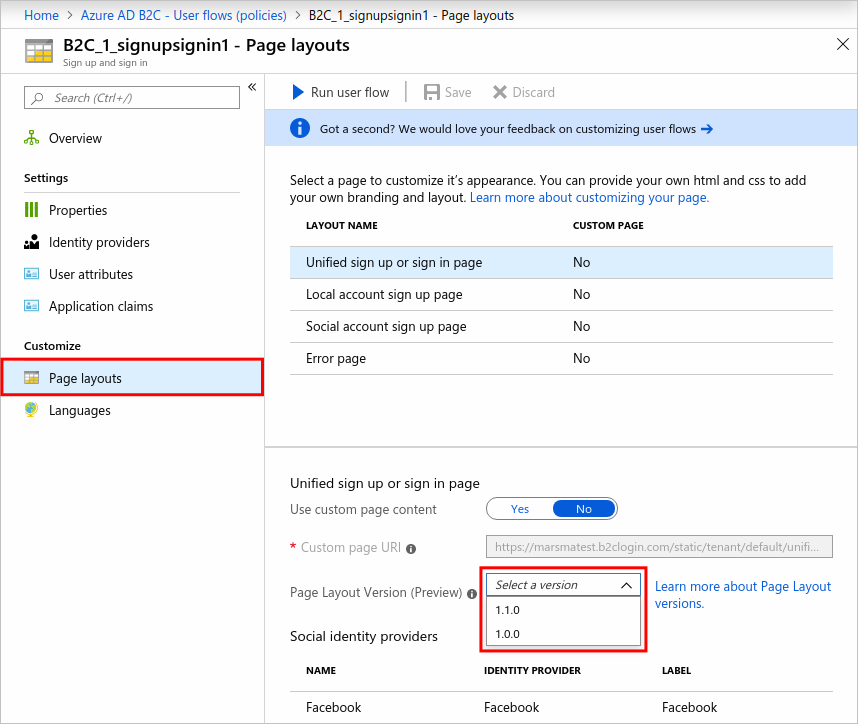 Home > Azure AD B2C - User flows (policies) > B2C_1_signupsignin1 - Page layouts
B2C_1_signupsignin1 - Page layouts
Sign up and sign in
Search (Ctrl+/)
«
Overview
Settings
Properties
Identity providers
User attributes
Application claims
Customize
Page layouts
Languages
Run user flow
Save
Discard
Got a second? We would love your feedback on customizing user flows →
Select a page to customize it's appearance. You can provide your own html and css to add
your own branding and layout. Learn more about customizing your page.
LAYOUT NAME CUSTOM PAGE
Unified sign up or sign in page No
Local account sign up page No
Social account sign up page No
Error page No
Unified sign up or sign in page
Use custom page content Yes No
* Custom page URI https://marsmatest.b2clogin.com/static/tenant/default/unifi...
Page Layout Version (Preview) Select a version
1.1.0
1.0.0
Learn more about Page Layout
versions.
Social identity providers
NAME IDENTITY PROVIDER LABEL
Facebook Facebook Facebook